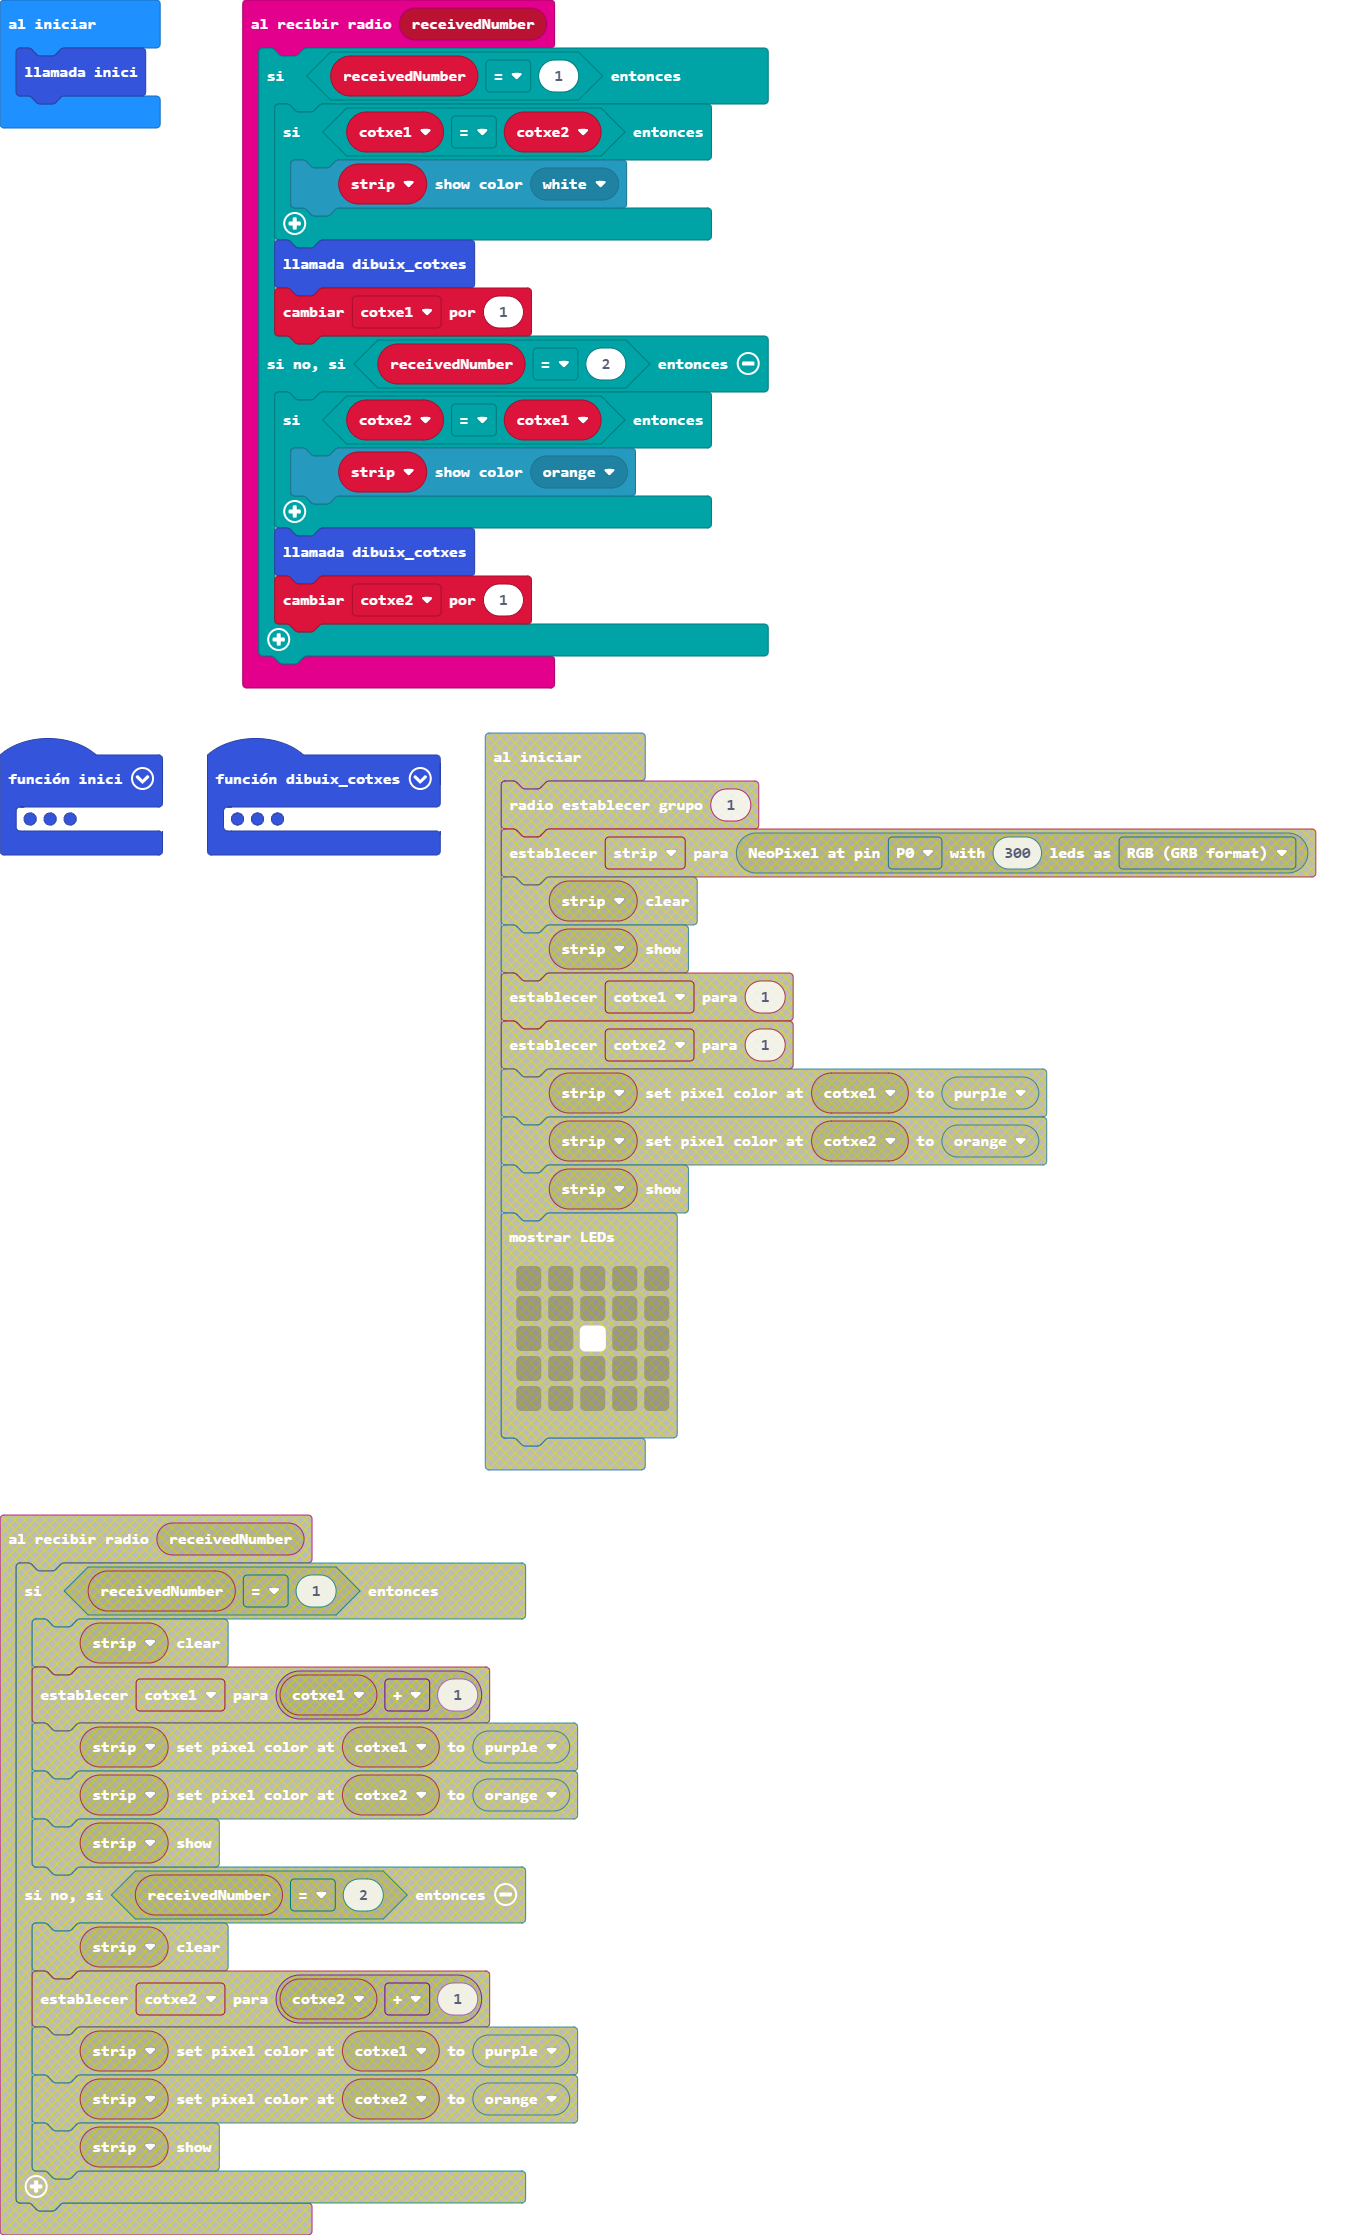 al iniciar
llamada inici
al recibir radio receivedNumber
si receivedNumber = 1 entonces
si cotxe1 = cotxe2 entonces
strip show color white
llamada dibuix_cotxes
cambiar cotxe1 por 1
si no, si receivedNumber = 2 entonces
si cotxe2 = cotxe1 entonces
strip show color orange
llamada dibuix_cotxes
cambiar cotxe2 por 1
función inici
función dibuix_cotxes
al iniciar
radio establecer grupo 1
establecer strip para NeoPixel at pin P0 with 300 leds as RGB (GRB format)
strip clear
strip show
establecer cotxe1 para 1
establecer cotxe2 para 1
strip set pixel color at cotxe1 to purple
strip set pixel color at cotxe2 to orange
strip show
mostrar LEDs
al recibir radio receivedNumber
si receivedNumber = 1 entonces
strip clear
establecer cotxe1 para cotxe1 + 1
strip set pixel color at cotxe1 to purple
strip set pixel color at cotxe2 to orange
strip show
si no, si receivedNumber = 2 entonces
strip clear
establecer cotxe2 para cotxe2 + 1
strip set pixel color at cotxe1 to purple
strip set pixel color at cotxe2 to orange
strip show